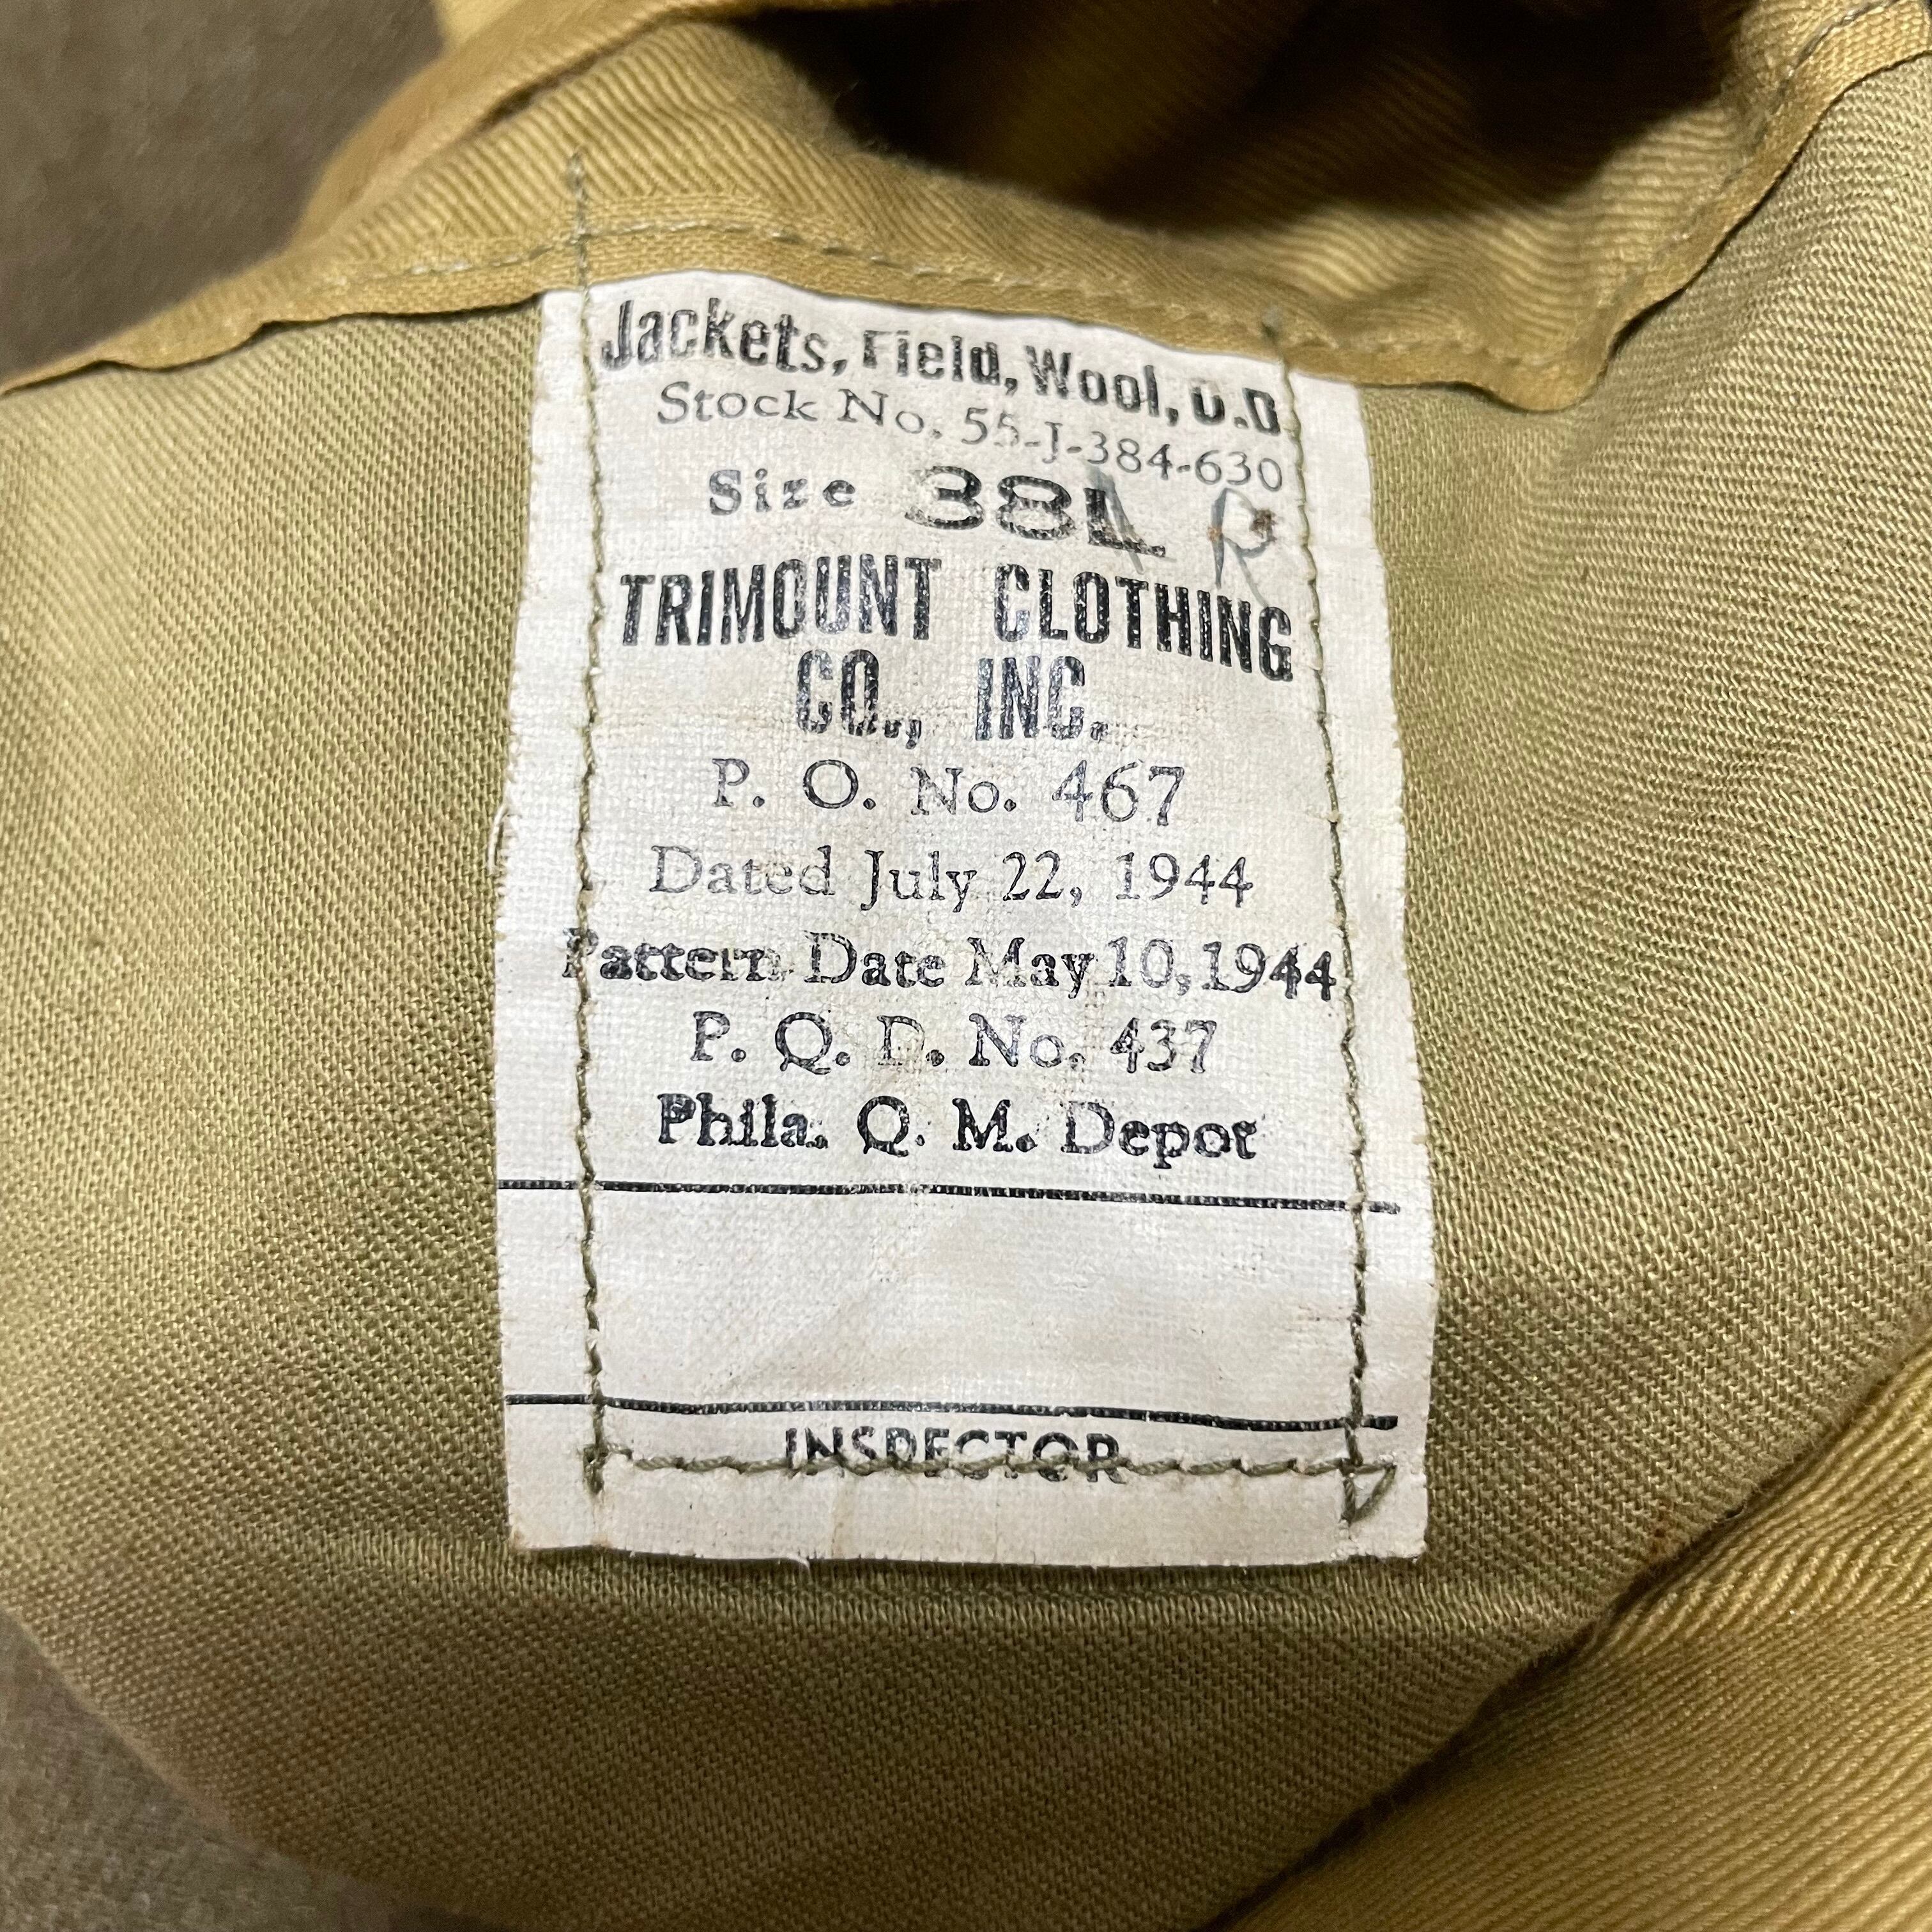 Jackets, Field, Wool, O.D
Stock No. 55-J-384-630
Size 38L R
TRIMOUNT CLOTHING
CO., INC.
P. O. No. 467
Dated July 22, 1944
Pattern Date May 10, 1944
P. Q. D. No. 437
Phila. Q. M. Depot
INSPECTOR